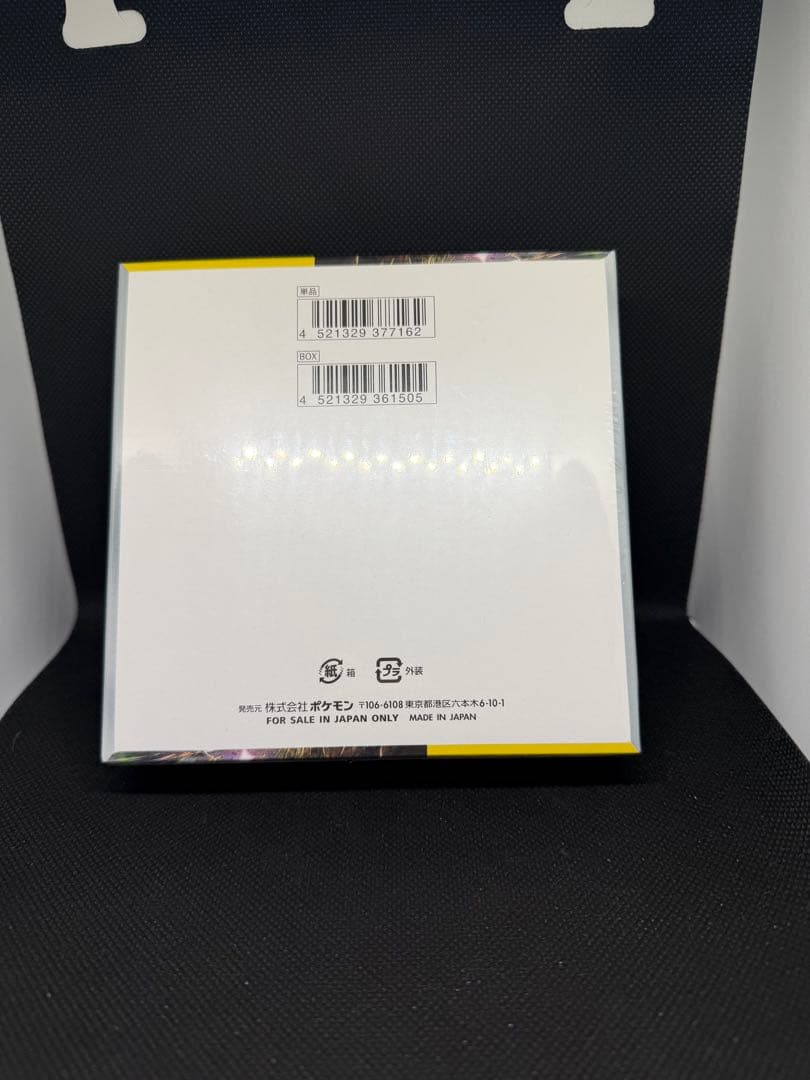 単品
4 521329 377162
BOX
4 521329 361505
紙 箱 プラ 外装
発売元 株式会社ポケモン 〒106-6108 東京都港区六本木6-10-1
FOR SALE IN JAPAN ONLY MADE IN JAPAN